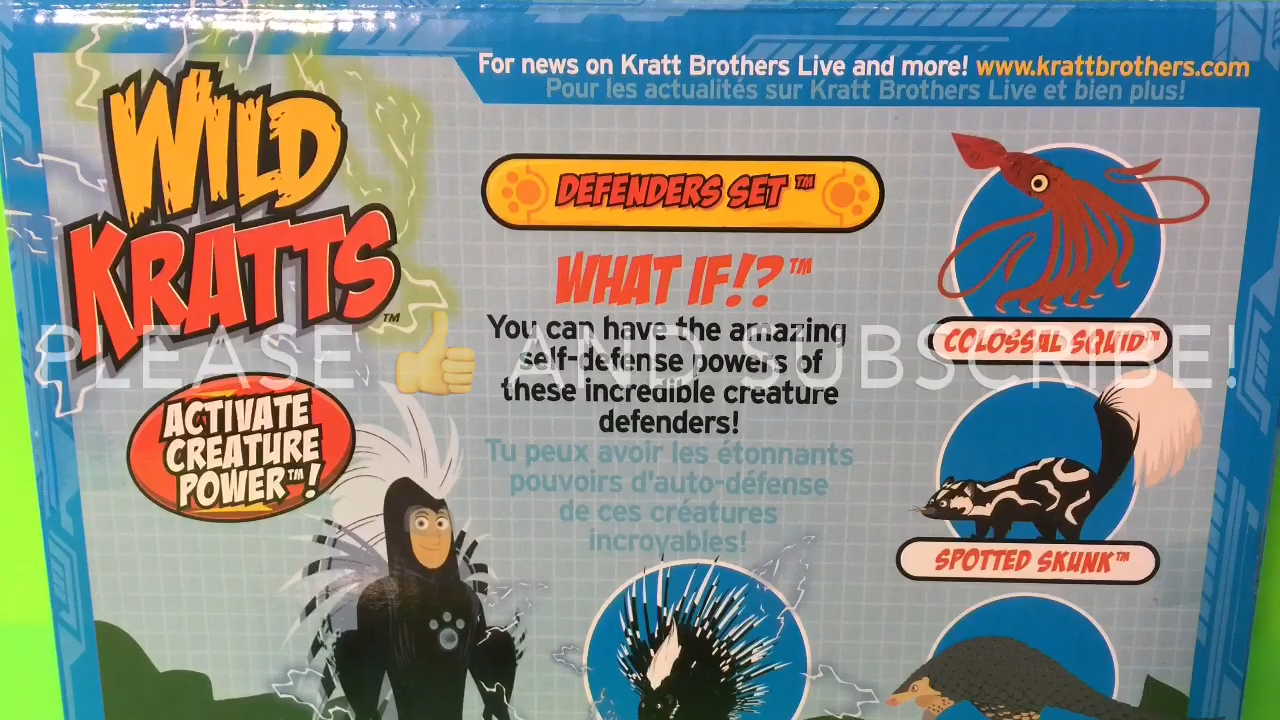 For news on Kratt Brothers Live and more! www.krattbrothers.com
Pour les actualités sur Kratt Brothers Live et bien plus!
WILD
KRATTS™
DEFENDERS SET™
WHAT IF!?™
You can have the amazing
self-defense powers of
these incredible creature
defenders!
Tu peux avoir les étonnants
pouvoirs d'auto-défense
de ces créatures
incroyables!
COLOSSAL SQUID™
PLEASE 👍 AND SUBSCRIBE!
ACTIVATE
CREATURE
POWER™!
SPOTTED SKUNK™